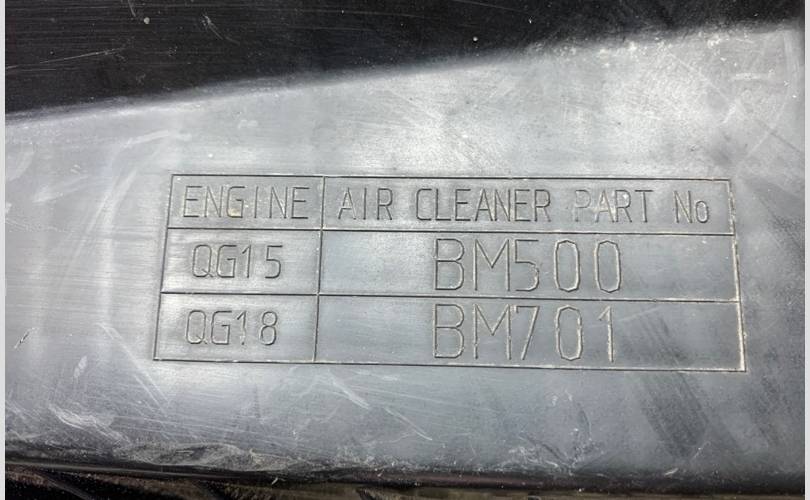 ENGINE AIR CLEANER PART No
QG15 BM500
QG18 BM701